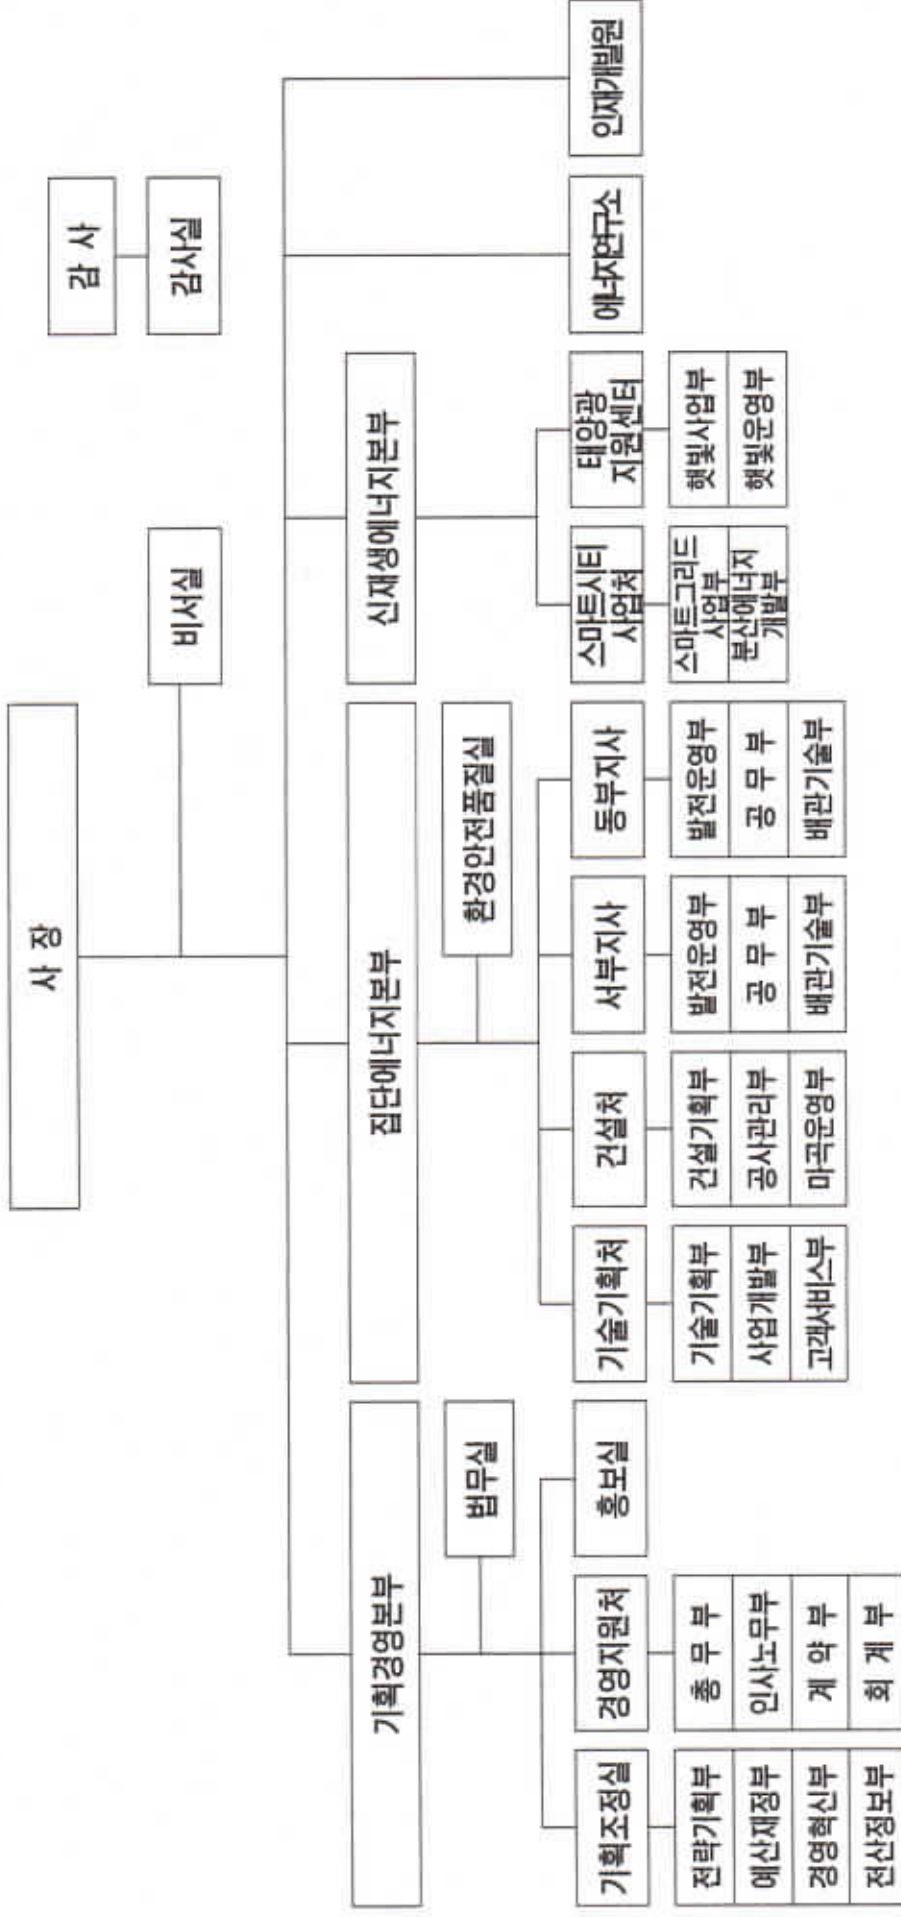 사 장
감 사
감사실
비서실
기획경영본부
집단에너지본부
신재생에너지본부
법무실
환경안전품질실
기획조정실
경영지원처
홍보실
기술기획처
건설처
서부지사
동부지사
스마트시티
사업처
태양광
지원센터
에너지연구소
인재개발원
전략기획부
예산재정부
경영혁신부
전산정보부
총 무 부
인사노무부
계 약 부
회 계 부
기술기획부
사업개발부
고객서비스부
건설기획부
공사관리부
마곡운영부
발전운영부
공 무 부
배관기술부
발전운영부
공 무 부
배관기술부
스마트그리드
사업부
분산에너지
개발부
햇빛사업부
햇빛운영부